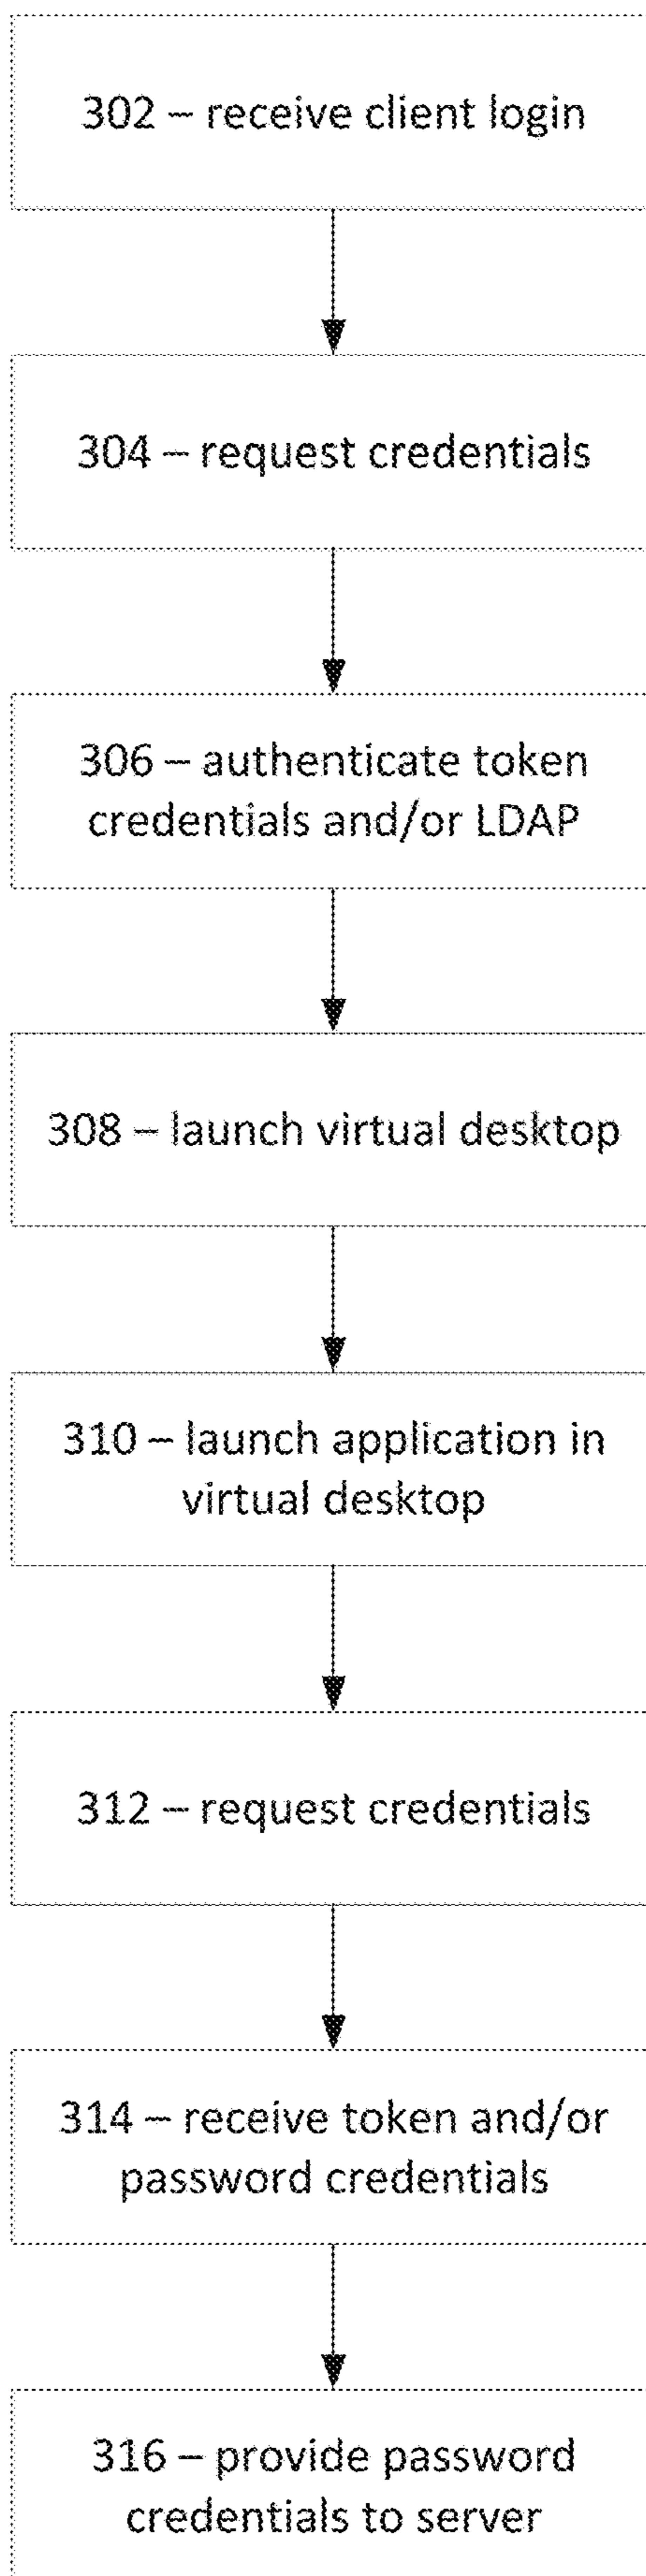 302 – receive client login
304 – request credentials
306 – authenticate token
credentials and/or LDAP
308 – launch virtual desktop
310 – launch application in
virtual desktop
312 – request credentials
314 – receive token and/or
password credentials
316 – provide password
credentials to server